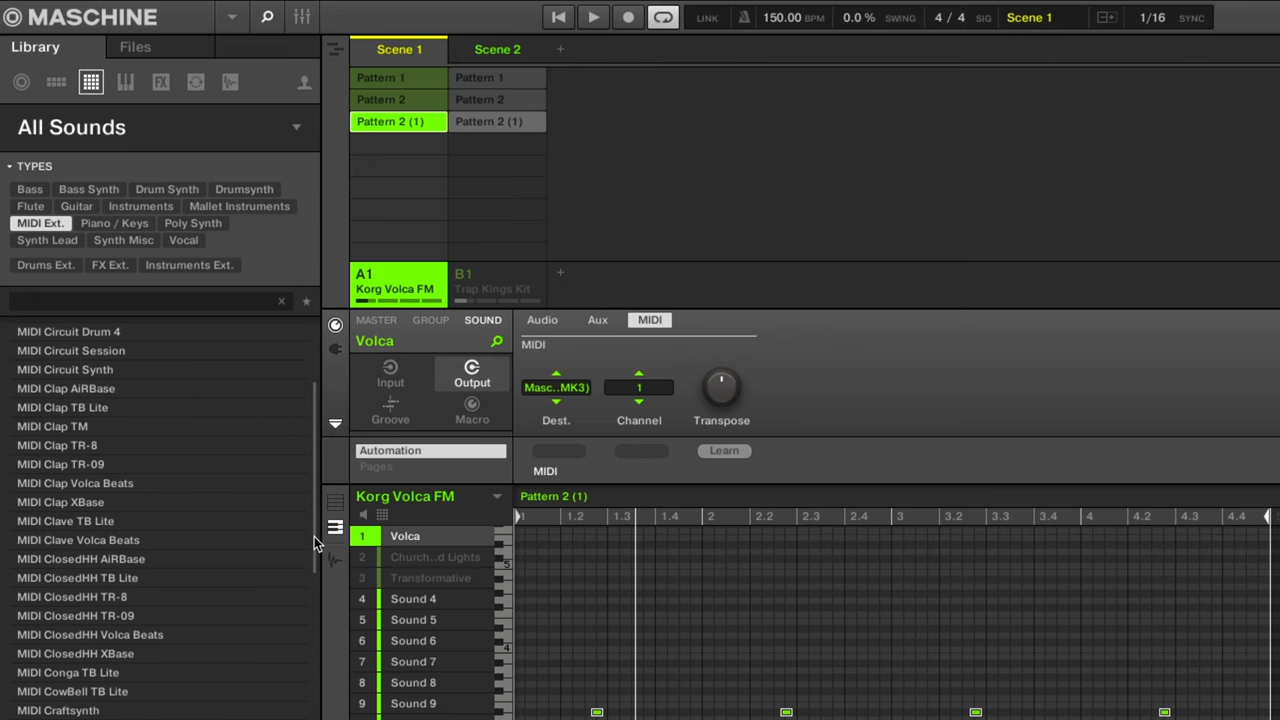 MASCHINE
LINK 150.00 BPM 0.0% SWING 4 / 4 SIG Scene 1 1/16 SYNC
Library Files
Scene 1 Scene 2 +
FX
Pattern 1 Pattern 1
Pattern 2 Pattern 2
Pattern 2 (1) Pattern 2 (1)
All Sounds
TYPES
Bass Bass Synth Drum Synth Drumsynth
Flute Guitar Instruments Mallet Instruments
MIDI Ext. Piano / Keys Poly Synth
Synth Lead Synth Misc Vocal
Drums Ext. FX Ext. Instruments Ext.
A1 B1 +
Korg Volca FM Trap Kings Kit
MIDI Circuit Drum 4
MIDI Circuit Session
MIDI Circuit Synth
MIDI Clap AiRBase
MIDI Clap TB Lite
MIDI Clap TM
MIDI Clap TR-8
MIDI Clap TR-09
MIDI Clap Volca Beats
MIDI Clap XBase
MIDI Clave TB Lite
MIDI Clave Volca Beats
MIDI ClosedHH AiRBase
MIDI ClosedHH TB Lite
MIDI ClosedHH TR-8
MIDI ClosedHH TR-09
MIDI ClosedHH Volca Beats
MIDI ClosedHH XBase
MIDI Conga TB Lite
MIDI CowBell TB Lite
MIDI Craftsynth
MASTER GROUP SOUND
Volca
Input Output
Groove Macro
Automation
Pages
Audio Aux MIDI
MIDI
Masc..MK3) 1
Dest. Channel Transpose
Learn
MIDI
Korg Volca FM
Pattern 2 (1)
1 1.2 1.3 1.4 2 2.2 2.3 2.4 3 3.2 3.3 3.4 4 4.2 4.3 4.4
1 Volca
2 Church..d Lights
5
3 Transformative
4 Sound 4
5 Sound 5
6 Sound 6
4
7 Sound 7
8 Sound 8
9 Sound 9